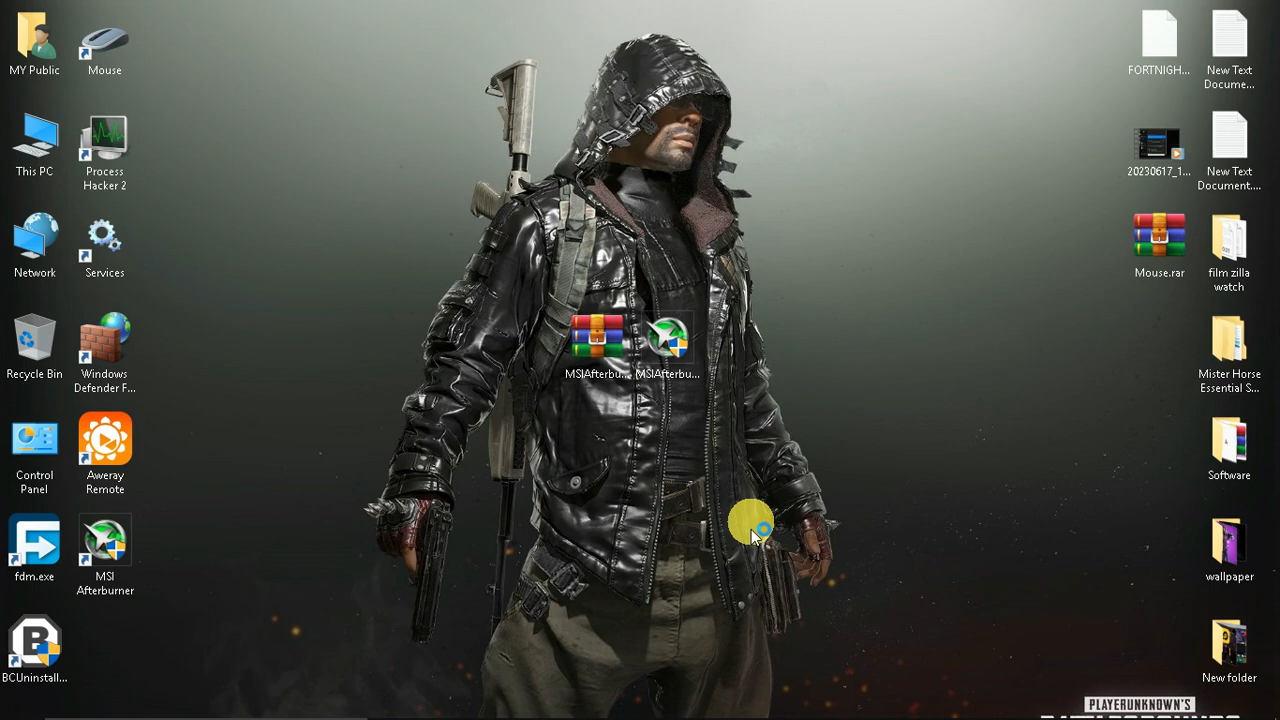 MY Public
Mouse
This PC
Process
Hacker 2
Network
Services
Recycle Bin
Windows
Defender F...
Control
Panel
Aweray
Remote
fdm.exe
MSI
Afterburner
BCUninstall...
MSIAfterbu...
MSIAfterbu...
FORTNIGH...
New Text
Docume...
20230617_1...
New Text
Document....
Mouse.rar
film zilla
watch
Mister Horse
Essential S...
Software
wallpaper
New folder
PLAYERUNKNOWN'S